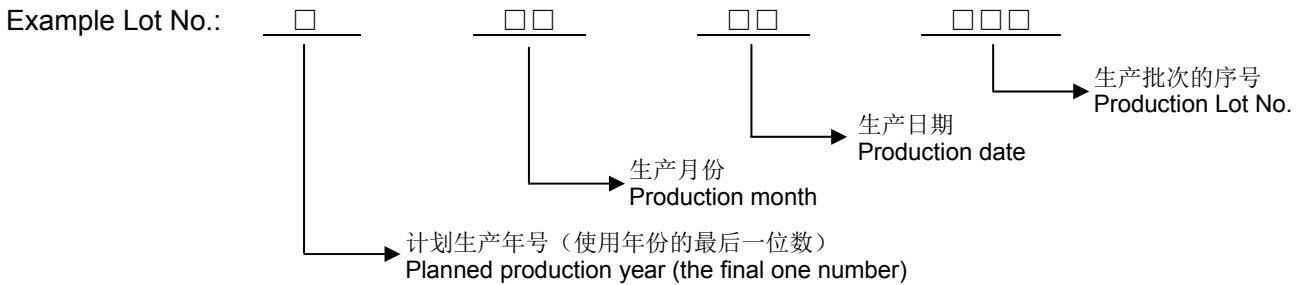 Example Lot No.: □ □□ □□ □□□
生产批次的序号
Production Lot No.
生产日期
Production date
生产月份
Production month
计划生产年号（使用年份的最后一位数）
Planned production year (the final one number)